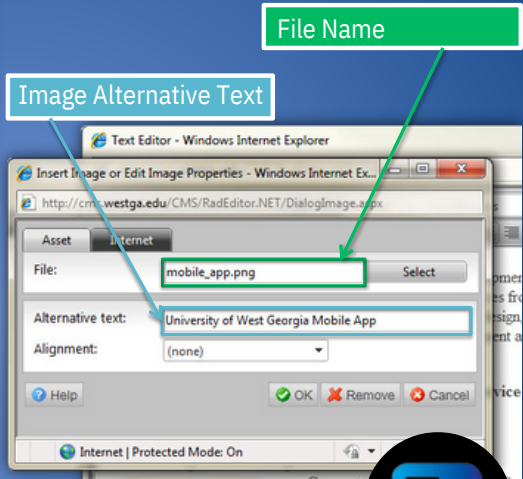 File Name
Image Alternative Text
Text Editor - Windows Internet Explorer
Insert Image or Edit Image Properties - Windows Internet Ex...
http://cms.westga.edu/CMS/RadEditor.NET/DialogImage.aspx
Asset Internet
File: mobile_app.png Select
Alternative text: University of West Georgia Mobile App
Alignment: (none)
Help OK Remove Cancel
Internet | Protected Mode: On